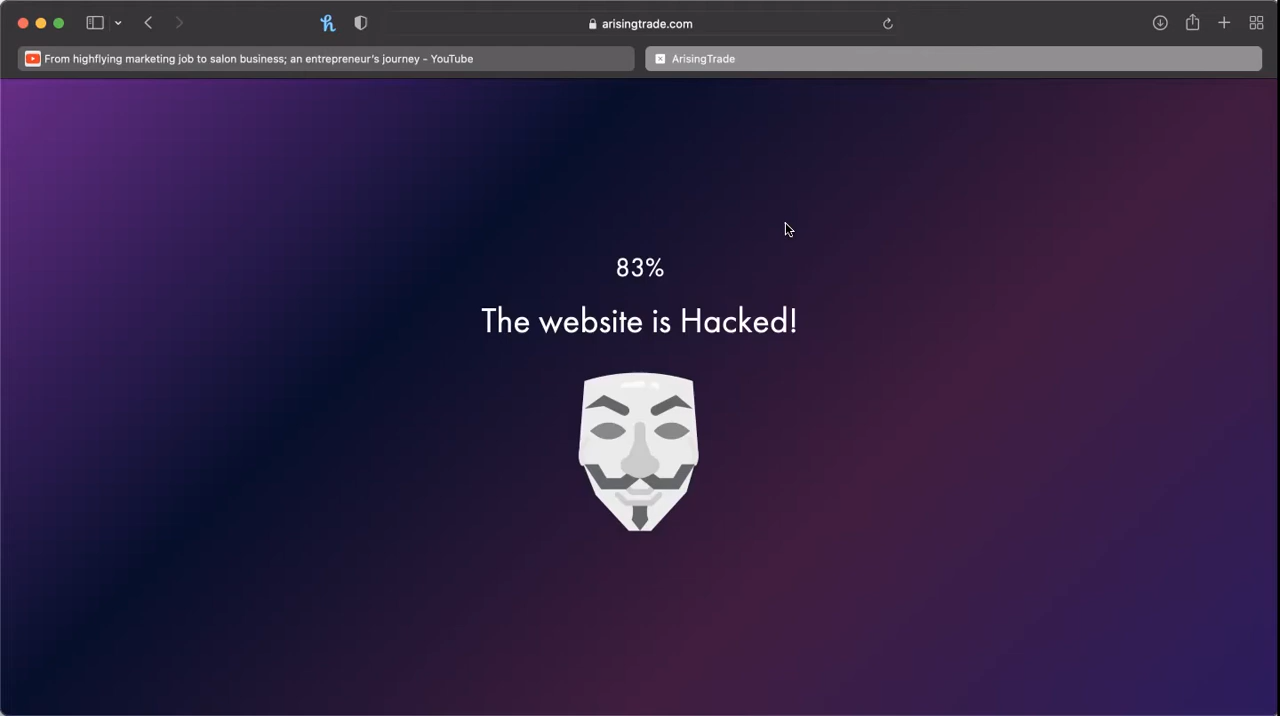 arisingtrade.com
From highflying marketing job to salon business; an entrepreneur's journey - YouTube
ArisingTrade
83%
The website is Hacked!